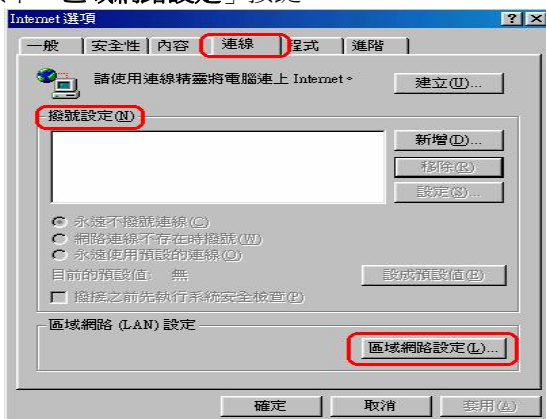 區域網路設定」按鈕
Internet 選項
一般 安全性 內容 連線 程式 進階
請使用連線精靈將電腦連上 Internet。
建立(U)...
撥號設定(N)
新增(D)...
移除(R)
設定(S)...
永遠不撥號連線(C)
網路連線不存在時撥號(W)
永遠使用預設的連線(O)
目前的預設值: 無
設成預設值(E)
撥接之前先執行系統安全檢查(P)
區域網路 (LAN) 設定
區域網路設定(L)...
確定 取消 套用(A)